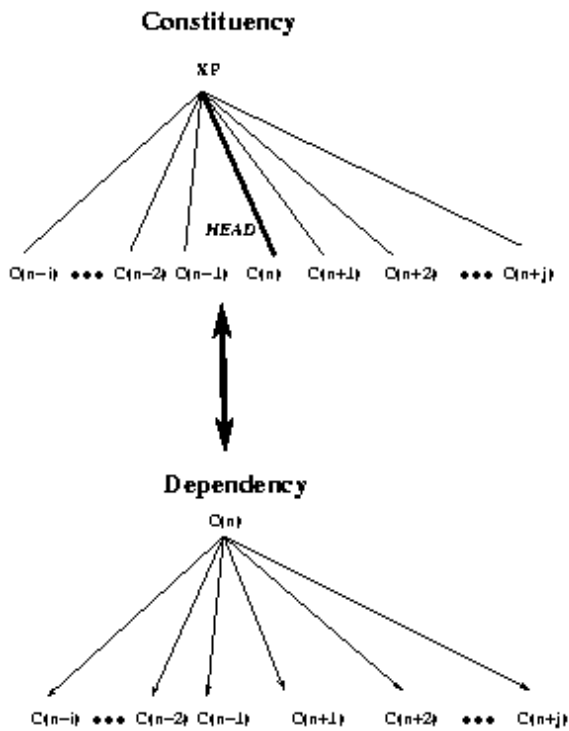 Constituency
XP
HEAD
C(n-i) ••• C(n-2) C(n-1) C(n) C(n+1) C(n+2) ••• C(n+j)
Dependency
C(n)
C(n-i) ••• C(n-2) C(n-1) C(n+1) C(n+2) ••• C(n+j)